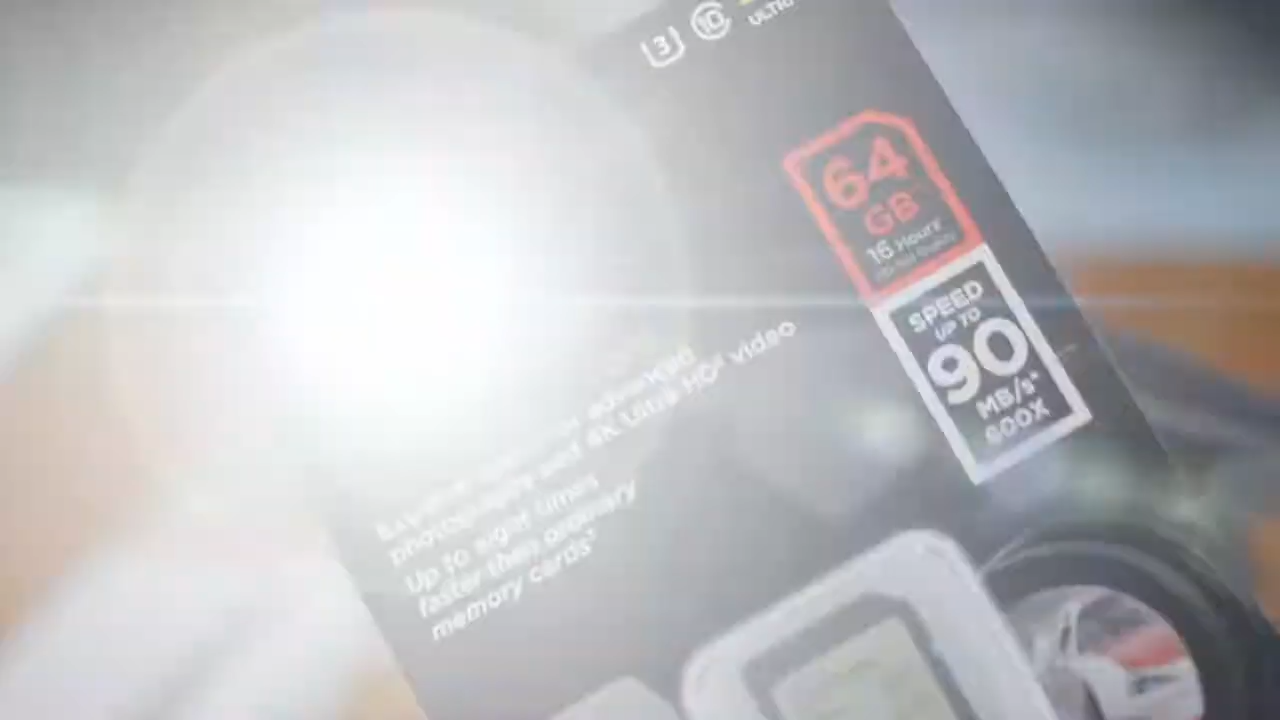 3
10
ULTR
64
GB
16 Hours
SPEED
UP TO
90
MB/s*
600X
advanced
photography and 4K Ultra HD video
Up to eight times
faster than ordinary
memory cards